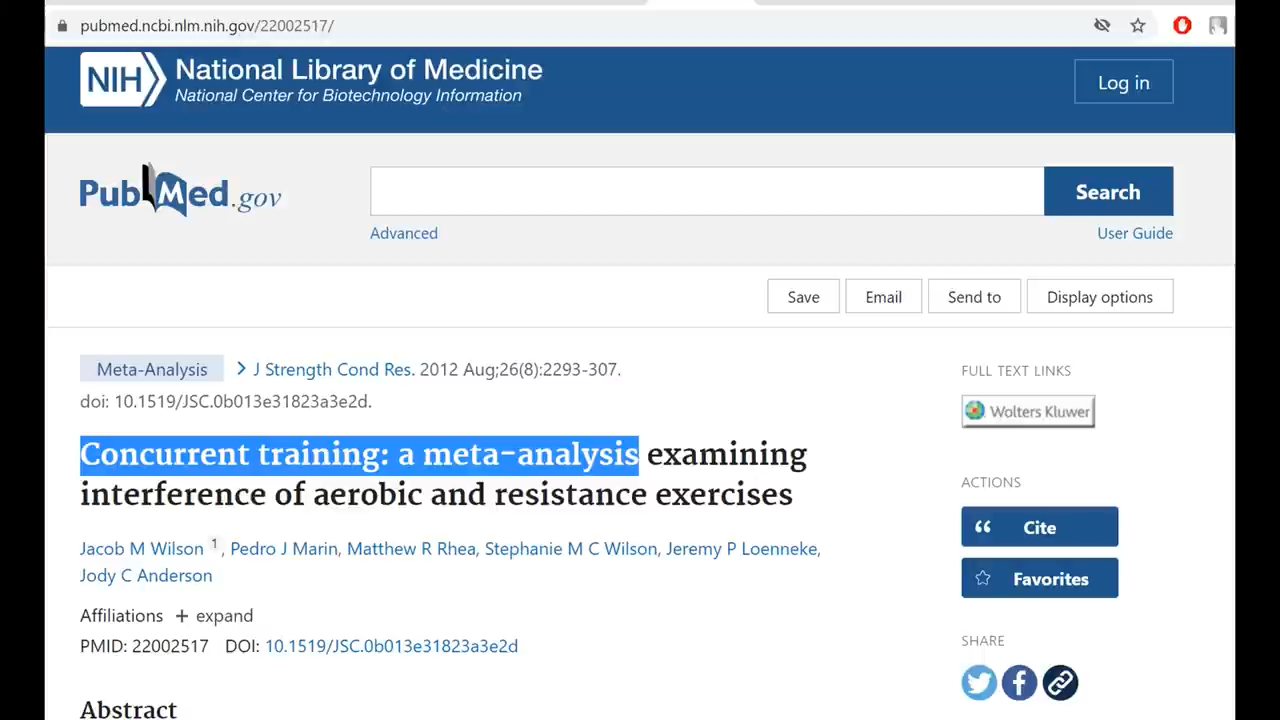 pubmed.ncbi.nlm.nih.gov/22002517/
NIH National Library of Medicine
National Center for Biotechnology Information
Log in
PubMed.gov
Search
Advanced
User Guide
Save
Email
Send to
Display options
Meta-Analysis
J Strength Cond Res. 2012 Aug;26(8):2293-307.
doi: 10.1519/JSC.0b013e31823a3e2d.
Concurrent training: a meta-analysis examining
interference of aerobic and resistance exercises
Jacob M Wilson 1, Pedro J Marin, Matthew R Rhea, Stephanie M C Wilson, Jeremy P Loenneke,
Jody C Anderson
Affiliations + expand
PMID: 22002517 DOI: 10.1519/JSC.0b013e31823a3e2d
Abstract
FULL TEXT LINKS
Wolters Kluwer
ACTIONS
Cite
Favorites
SHARE